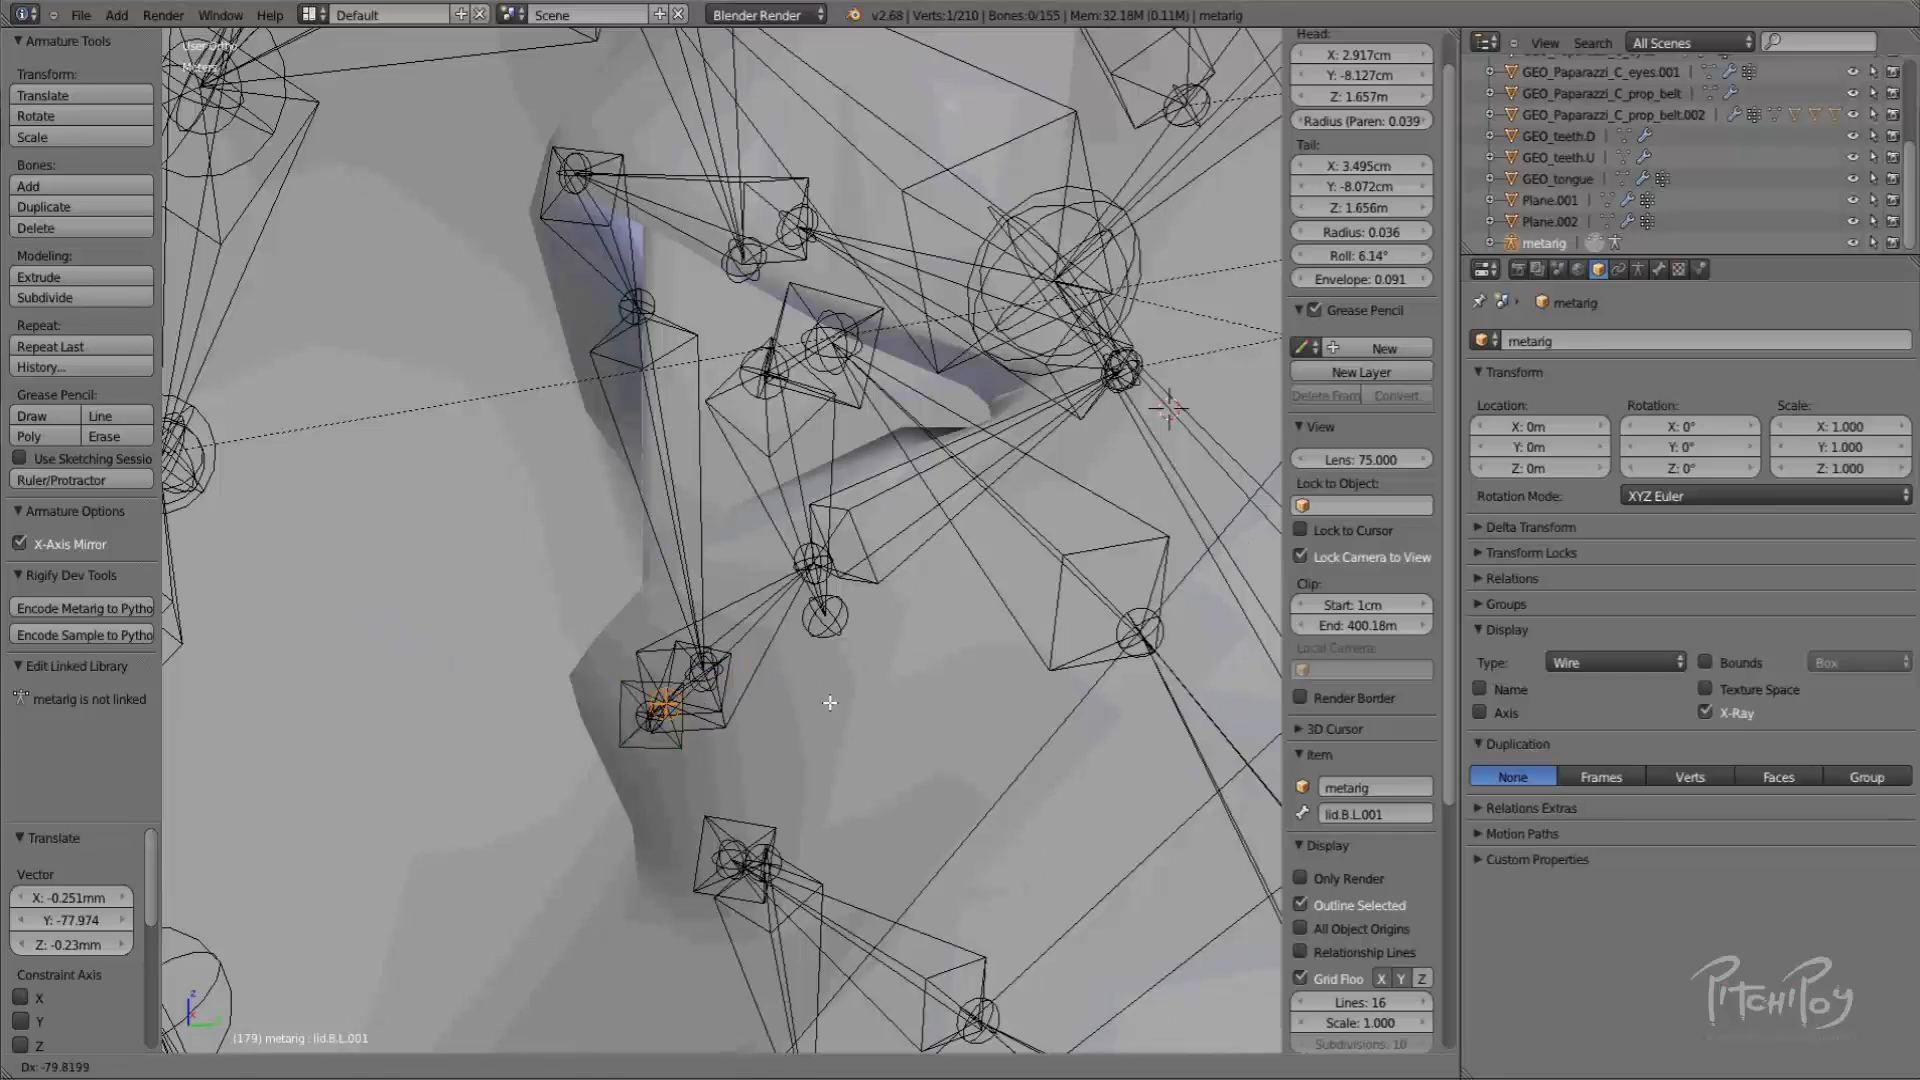 File Add Render Window Help Default Scene Blender Render v2.68 | Verts:1/210 | Bones:0/155 | Mem:32.18M (0.11M) | metarig
Armature Tools
Transform:
Translate
Rotate
Scale
Bones:
Add
Duplicate
Delete
Modeling:
Extrude
Subdivide
Repeat:
Repeat Last
History...
Grease Pencil:
Draw Line
Poly Erase
Use Sketching Sessio
Ruler/Protractor
Armature Options
X-Axis Mirror
Rigify Dev Tools
Encode Metarig to Pytho
Encode Sample to Pytho
Edit Linked Library
metarig is not linked
Translate
Vector
X: -0.251mm
Y: -77.974
Z: -0.23mm
Constraint Axis
X
Y
Z
Dx: -79.8199
User Ortho
Meters
z
(179) metarig : lid.B.L.001
Head:
X: 2.917cm
Y: -8.127cm
Z: 1.657m
Radius (Paren: 0.039
Tail:
X: 3.495cm
Y: -8.072cm
Z: 1.656m
Radius: 0.036
Roll: 6.14°
Envelope: 0.091
Grease Pencil
New
New Layer
Delete Fram Convert
View
Lens: 75.000
Lock to Object:
Lock to Cursor
Lock Camera to View
Clip:
Start: 1cm
End: 400.18m
Local Camera:
Render Border
3D Cursor
Item
metarig
lid.B.L.001
Display
Only Render
Outline Selected
All Object Origins
Relationship Lines
Grid Floo X Y Z
Lines: 16
Scale: 1.000
Subdivisions: 10
View Search All Scenes
GEO_Paparazzi_C_eyes.001
GEO_Paparazzi_C_prop_belt
GEO_Paparazzi_C_prop_belt.002
GEO_teeth.D
GEO_teeth.U
GEO_tongue
Plane.001
Plane.002
metarig
metarig
metarig
Transform
Location: Rotation: Scale:
X: 0m X: 0° X: 1.000
Y: 0m Y: 0° Y: 1.000
Z: 0m Z: 0° Z: 1.000
Rotation Mode: XYZ Euler
Delta Transform
Transform Locks
Relations
Groups
Display
Type: Wire Bounds Box
Name Texture Space
Axis X-Ray
Duplication
None Frames Verts Faces Group
Relations Extras
Motion Paths
Custom Properties
PitchiPoy